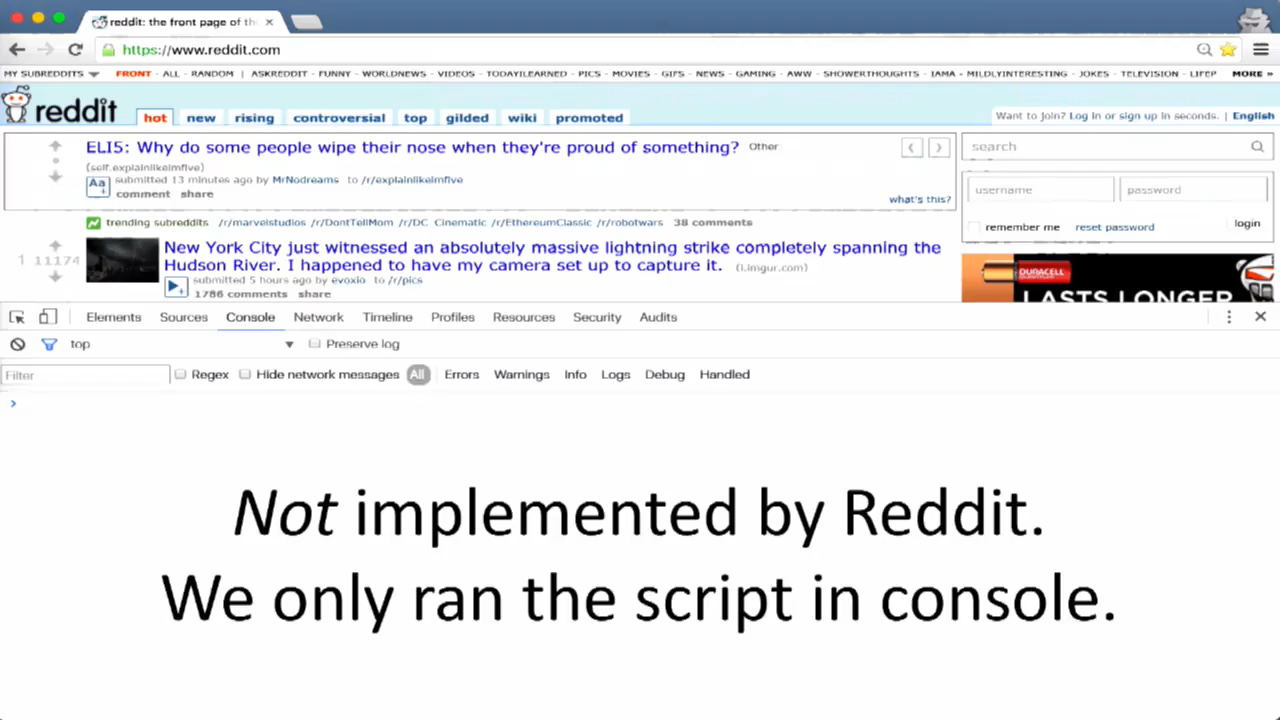 reddit: the front page of th
https://www.reddit.com
MY SUBREDDITS FRONT - ALL - RANDOM | ASKREDDIT - FUNNY - WORLDNEWS - VIDEOS - TODAYILEARNED - PICS - MOVIES - GIFS - NEWS - GAMING - AWW - SHOWERTHOUGHTS - IAMA - MILDLYINTERESTING - JOKES - TELEVISION - LIFEP MORE »
reddit hot new rising controversial top gilded wiki promoted
Want to join? Log in or sign up in seconds. | English
ELI5: Why do some people wipe their nose when they're proud of something? Other
(self.explainlikeimfive)
Aa submitted 13 minutes ago by MrNodreams to /r/explainlikeimfive
comment share
what's this?
search
username password
remember me reset password login
trending subreddits /r/marvelstudios /r/DontTellMom /r/DC_Cinematic /r/EthereumClassic /r/robotwars 38 comments
1 11174
New York City just witnessed an absolutely massive lightning strike completely spanning the
Hudson River. I happened to have my camera set up to capture it. (i.imgur.com)
submitted 5 hours ago by evoxio to /r/pics
1786 comments share
DURACELL
LASTS LONGER
Elements Sources Console Network Timeline Profiles Resources Security Audits
top Preserve log
Filter Regex Hide network messages All Errors Warnings Info Logs Debug Handled
Not implemented by Reddit.
We only ran the script in console.